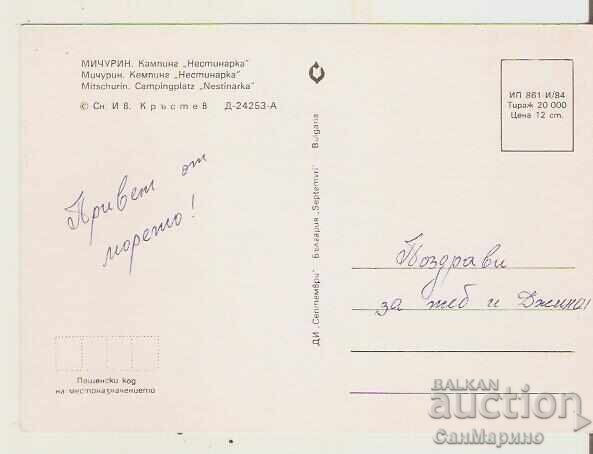 МИЧУРИН. Кампинг „Нестинарка"
Мичурин. Кемпинг „Нестинарка"
Mitschurin. Campingplatz „Nestinarka"
© Сн. Ив. Кръстев Д-24253-А
Привет от
морето!
Пощенски код
на местоназначението
ДИ „Септември" България „Septemvri" Bulgaria
ИП 861-И/84
Тираж 20 000
Цена 12 ст.
Поздрави
за теб и Джина
BALKAN
auction
СанМарино